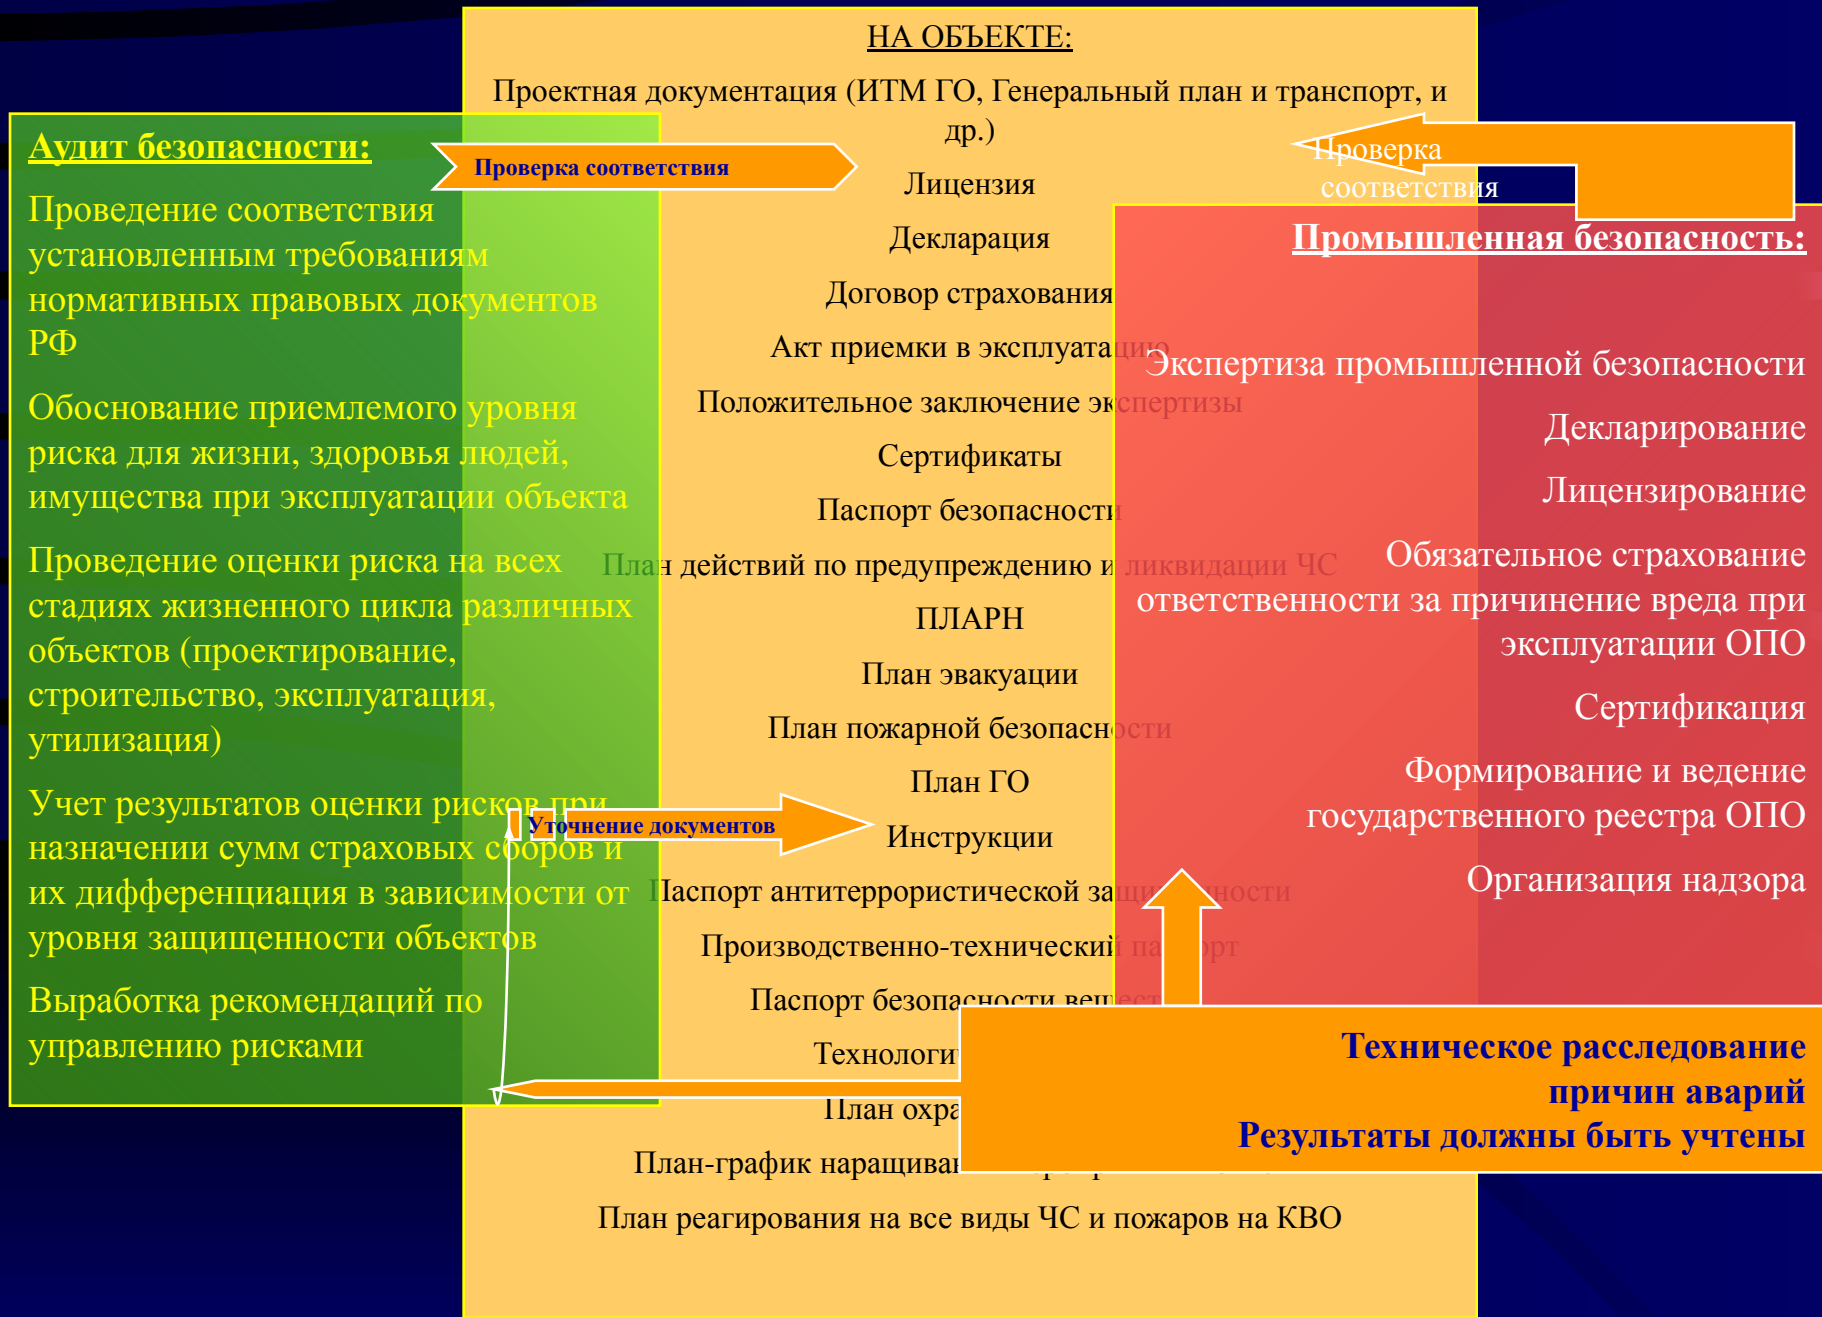 НА ОБЪЕКТЕ:
Проектная документация (ИТМ ГО, Генеральный план и транспорт, и
др.)
Лицензия
Декларация
Договор страхования
Акт приемки в эксплуатацию
Положительное заключение экспертизы
Сертификаты
Паспорт безопасности
План действий по предупреждению и ликвидации ЧС
ПЛАРН
План эвакуации
План пожарной безопасности
План ГО
Инструкции
Паспорт антитеррористической
Производственно-технический
Паспорт безопасности
План
План-график
План реагирования на все виды ЧС и пожаров на КВО
Аудит безопасности:
Проведение соответствия
установленным требованиям
нормативных правовых документов
РФ
Обоснование приемлемого уровня
риска для жизни, здоровья людей,
имущества при эксплуатации объекта
Проведение оценки риска на всех
стадиях жизненного цикла различных
объектов (проектирование,
строительство, эксплуатация,
утилизация)
Учет результатов оценки рисков при
назначении сумм страховых сборов и
их дифференциация в зависимости от
уровня защищенности объектов
Выработка рекомендаций по
управлению рисками
Проверка соответствия
Уточнение документов
Проверка
соответствия
Промышленная безопасность:
Экспертиза промышленной безопасности
Декларирование
Лицензирование
Обязательное страхование
ответственности за причинение вреда при
эксплуатации ОПО
Сертификация
Формирование и ведение
государственного реестра ОПО
Организация надзора
Техническое расследование
причин аварий
Результаты должны быть учтены